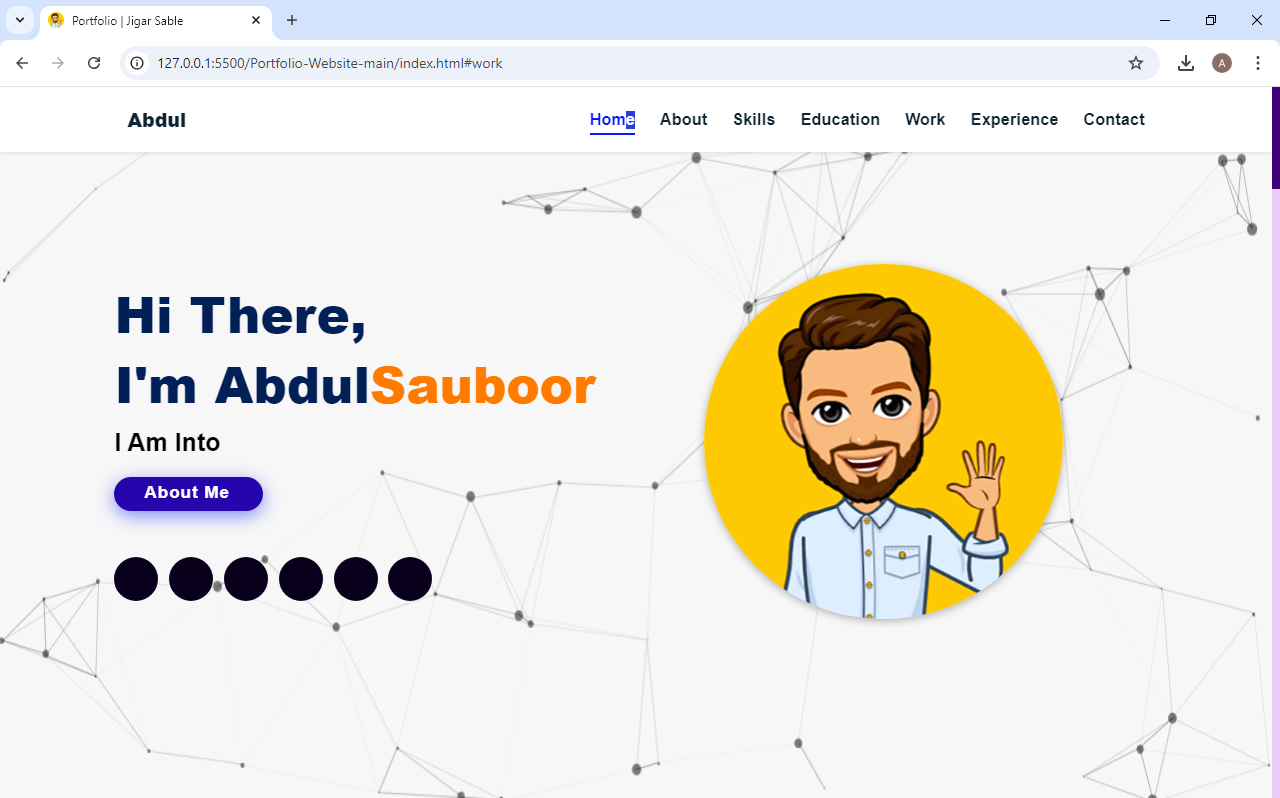 Portfolio | Jigar Sable
127.0.0.1:5500/Portfolio-Website-main/index.html#work
A
Abdul
Home About Skills Education Work Experience Contact
Hi There,
I'm AbdulSauboor
I Am Into
About Me